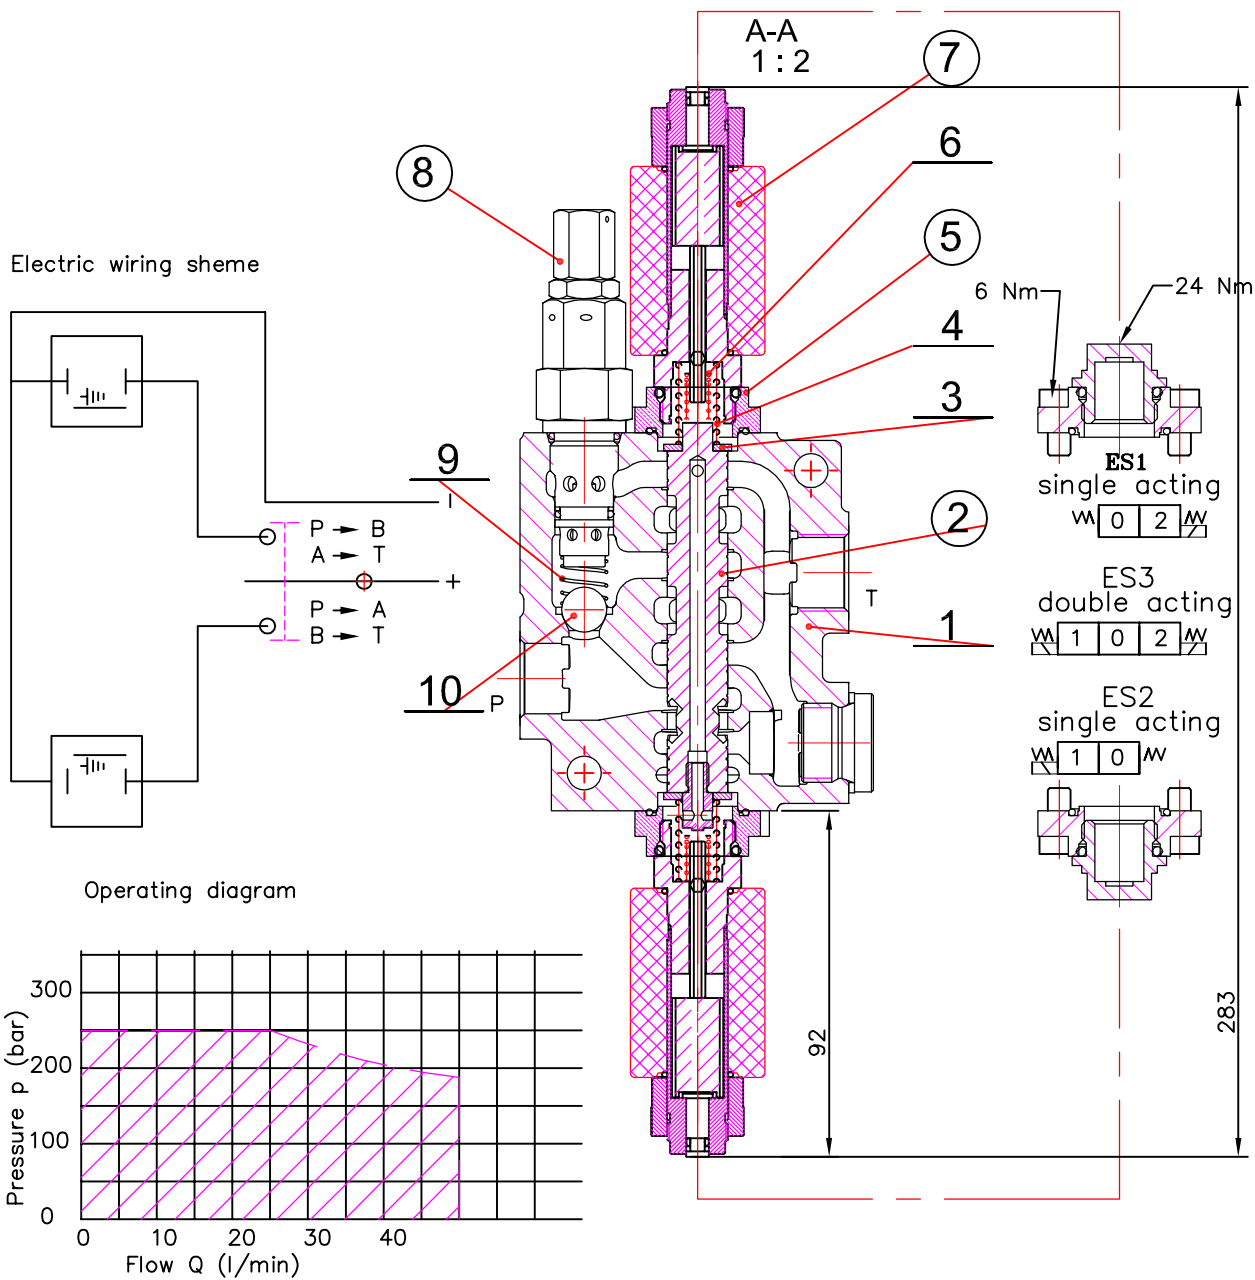 A-A
1 : 2
7
6
8
5
Electric wiring sheme
6 Nm
24 Nm
4
3
ES1
single acting
0 2
9
2
P → B
A → T
I
+
P → A
B → T
T
ES3
double acting
1 0 2
1
10
P
ES2
single acting
1 0
Operating diagram
283
92
Pressure p (bar)
300
200
100
0
0 10 20 30 40
Flow Q (l/min)